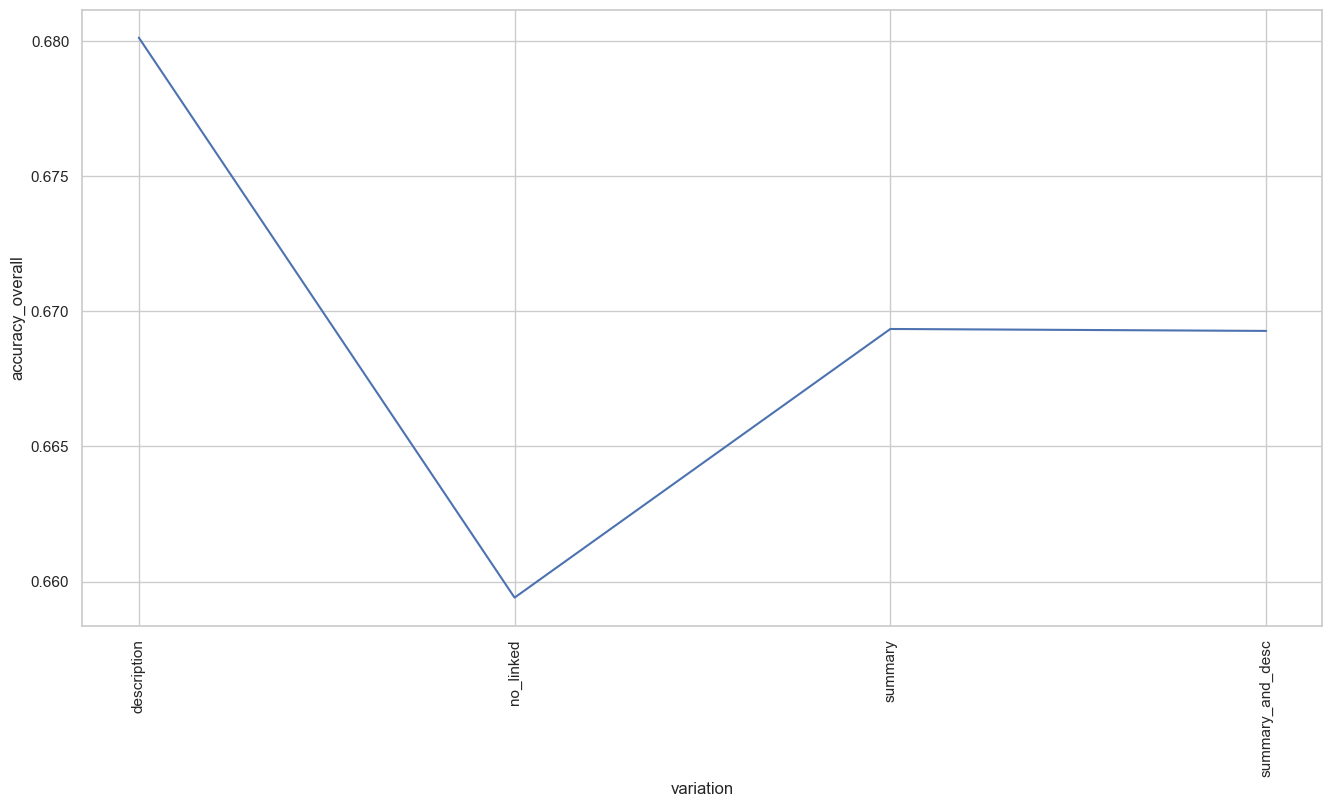 0.680
0.675
0.670
0.665
0.660
accuracy_overall
description
no_linked
summary
summary_and_desc
variation